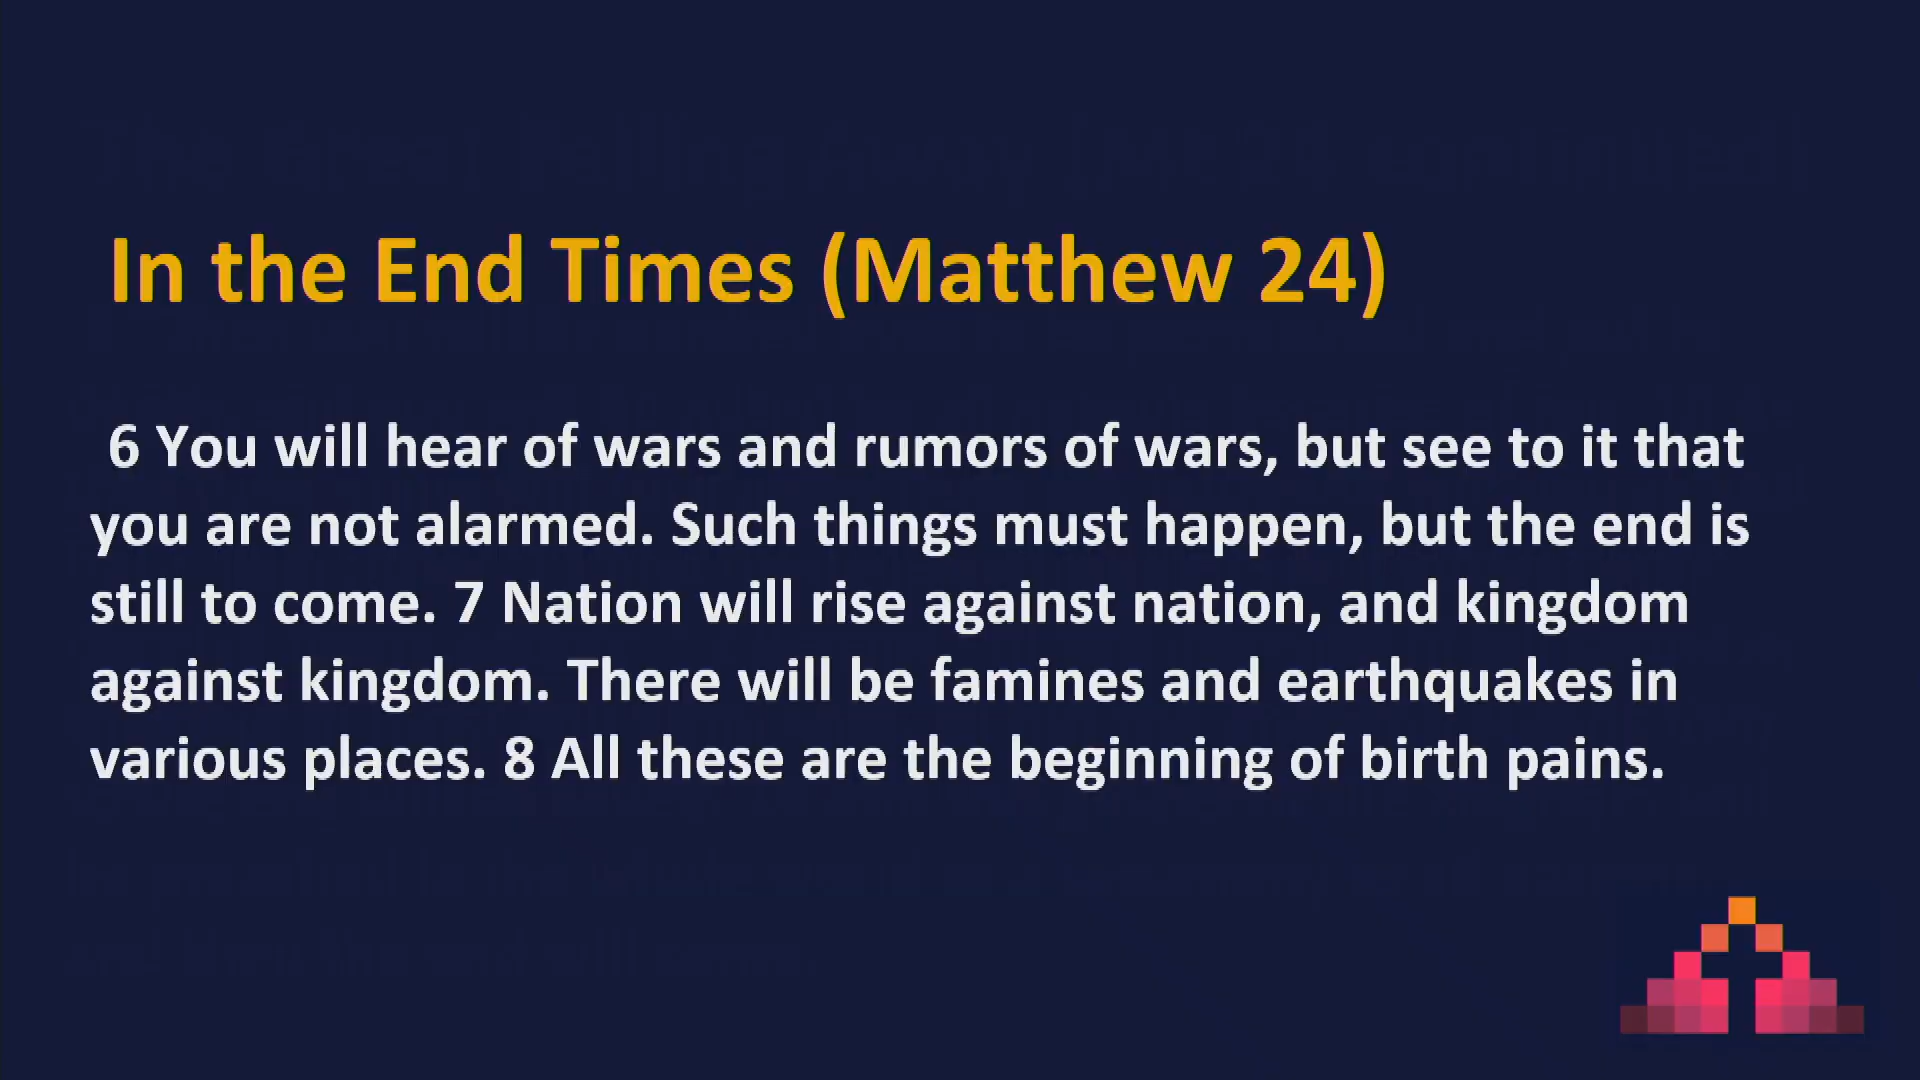 In the End Times (Matthew 24)
6 You will hear of wars and rumors of wars, but see to it that
you are not alarmed. Such things must happen, but the end is
still to come. 7 Nation will rise against nation, and kingdom
against kingdom. There will be famines and earthquakes in
various places. 8 All these are the beginning of birth pains.